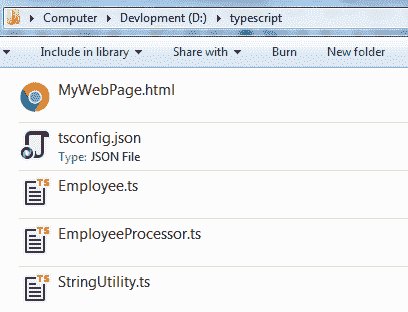 Computer Devlopment (D:) typescript
Include in library Share with Burn New folder
MyWebPage.html
tsconfig.json
Type: JSON File
TS Employee.ts
TS EmployeeProcessor.ts
TS StringUtility.ts